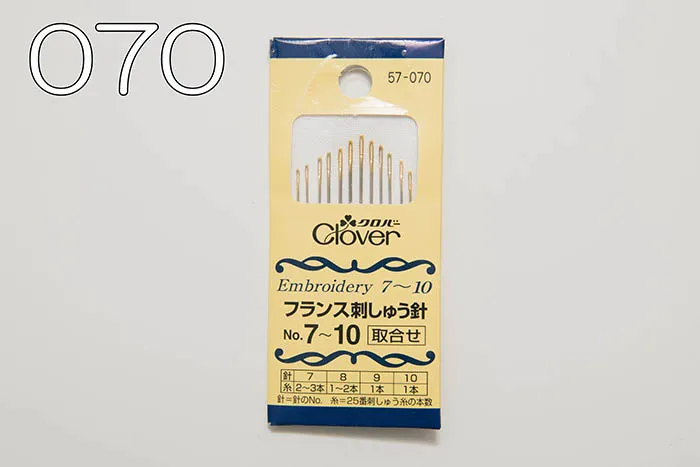 070
57-070
クロバー
Clover
Embroidery 7～10
フランス刺しゅう針
No.7～10 取合せ
針 7 8 9 10
糸 2～3本 1～2本 1本 1本
針＝針のNo. 糸＝25番刺しゅう糸の本数